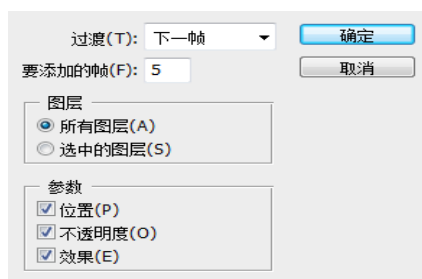 过渡(T): 下一帧 确定
要添加的帧(F): 5 取消
图层
所有图层(A)
选中的图层(S)
参数
位置(P)
不透明度(O)
效果(E)